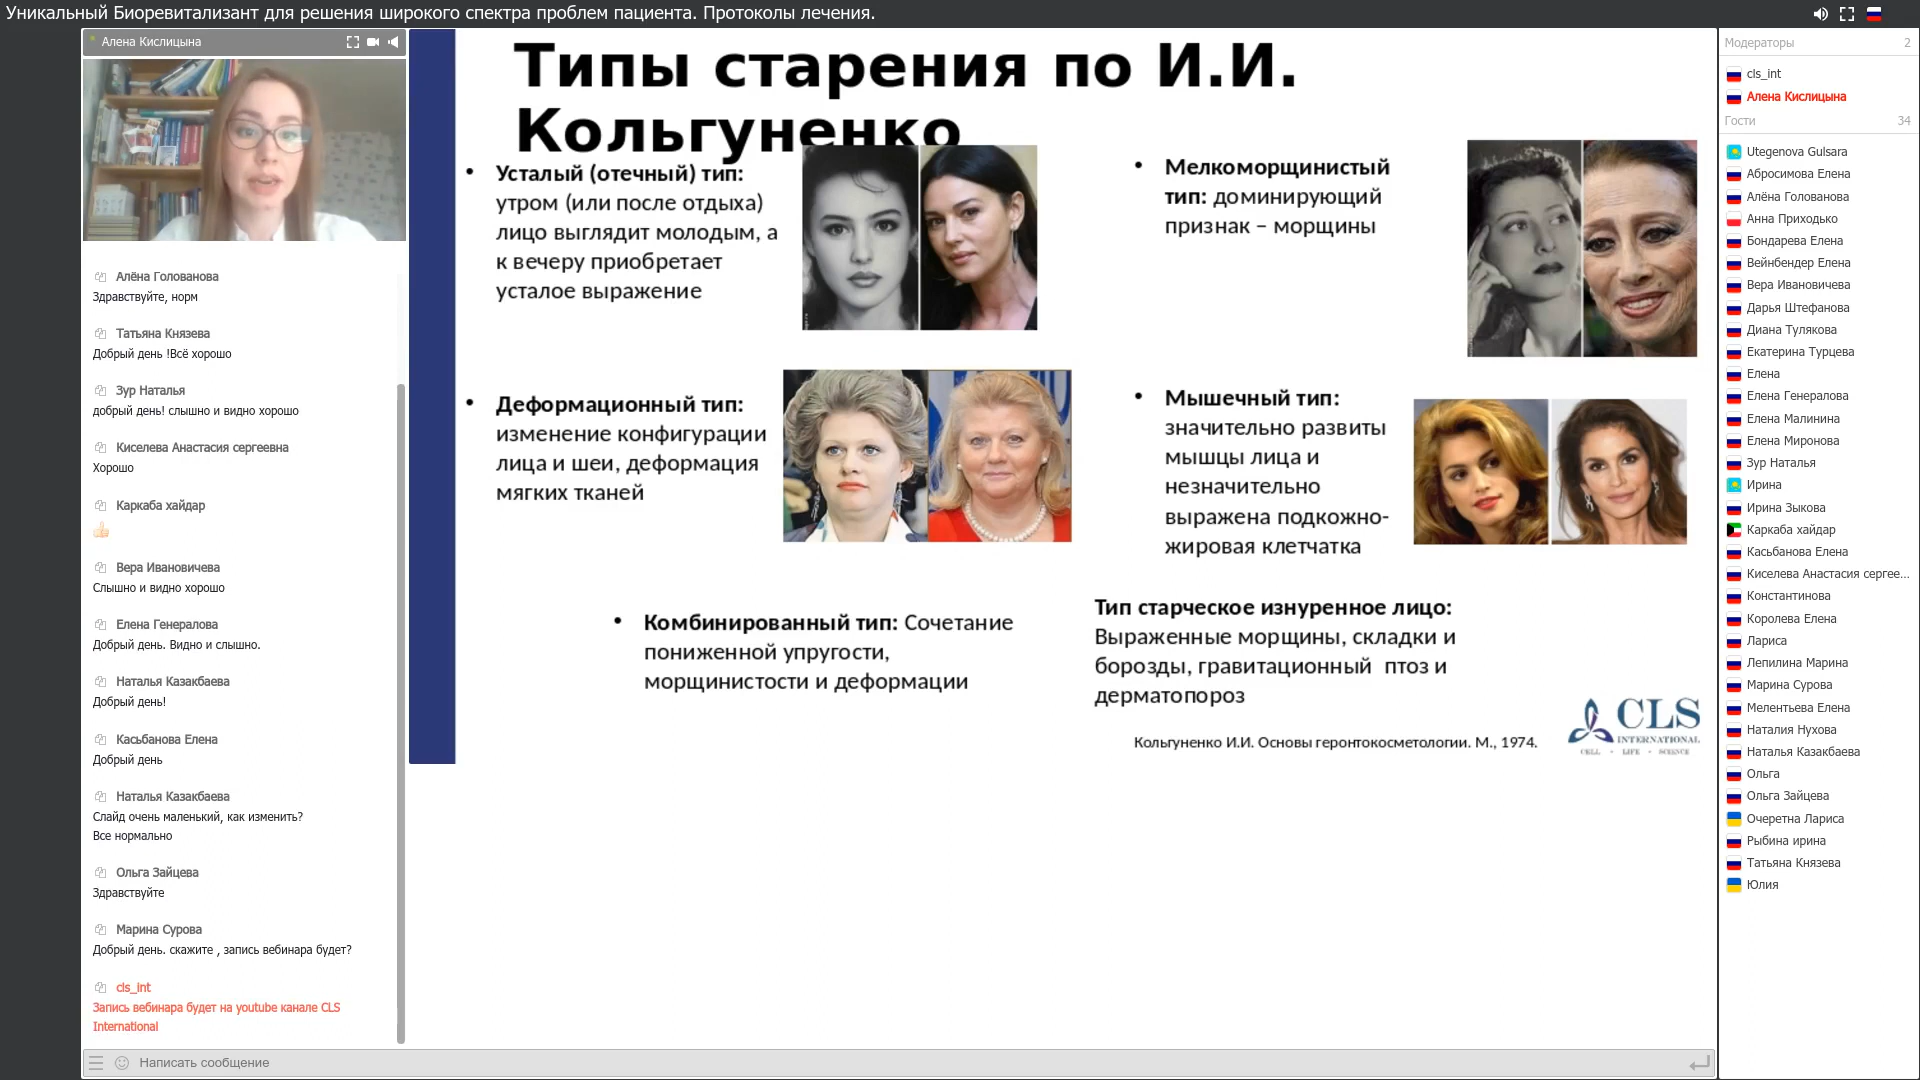 Уникальный Биоревитализант для решения широкого спектра проблем пациента. Протоколы лечения.
Алена Кислицына
Алёна Голованова
Здравствуйте, норм
Татьяна Князева
Добрый день !Всё хорошо
Зур Наталья
добрый день! слышно и видно хорошо
Киселева Анастасия сергеевна
Хорошо
Каркаба хайдар
Вера Ивановичева
Слышно и видно хорошо
Елена Генералова
Добрый день. Видно и слышно.
Наталья Казакбаева
Добрый день!
Касьбанова Елена
Добрый день
Наталья Казакбаева
Слайд очень маленький, как изменить?
Все нормально
Ольга Зайцева
Здравствуйте
Марина Сурова
Добрый день. скажите , запись вебинара будет?
cls_int
Запись вебинара будет на youtube канале CLS
International
Написать сообщение
Типы старения по И.И.
Кольгуненко
• Усталый (отечный) тип:
утром (или после отдыха)
лицо выглядит молодым, а
к вечеру приобретает
усталое выражение
• Мелкоморщинистый
тип: доминирующий
признак – морщины
• Деформационный тип:
изменение конфигурации
лица и шеи, деформация
мягких тканей
• Мышечный тип:
значительно развиты
мышцы лица и
незначительно
выражена подкожно-
жировая клетчатка
• Комбинированный тип: Сочетание
пониженной упругости,
морщинистости и деформации
Тип старческое изнуренное лицо:
Выраженные морщины, складки и
борозды, гравитационный птоз и
дерматопороз
Кольгуненко И.И. Основы геронтокосметологии. М., 1974.
CLS
INTERNATIONAL
CELL • LIFE • SCIENCE
Модераторы 2
cls_int
Алена Кислицына
Гости 34
Utegenova Gulsara
Абросимова Елена
Алёна Голованова
Анна Приходько
Бондарева Елена
Вейнбендер Елена
Вера Ивановичева
Дарья Штефанова
Диана Тулякова
Екатерина Турцева
Елена
Елена Генералова
Елена Малинина
Елена Миронова
Зур Наталья
Ирина
Ирина Зыкова
Каркаба хайдар
Касьбанова Елена
Киселева Анастасия сергее...
Константинова
Королева Елена
Лариса
Лепилина Марина
Марина Сурова
Мелентьева Елена
Наталия Нухова
Наталья Казакбаева
Ольга
Ольга Зайцева
Очеретна Лариса
Рыбина ирина
Татьяна Князева
Юлия